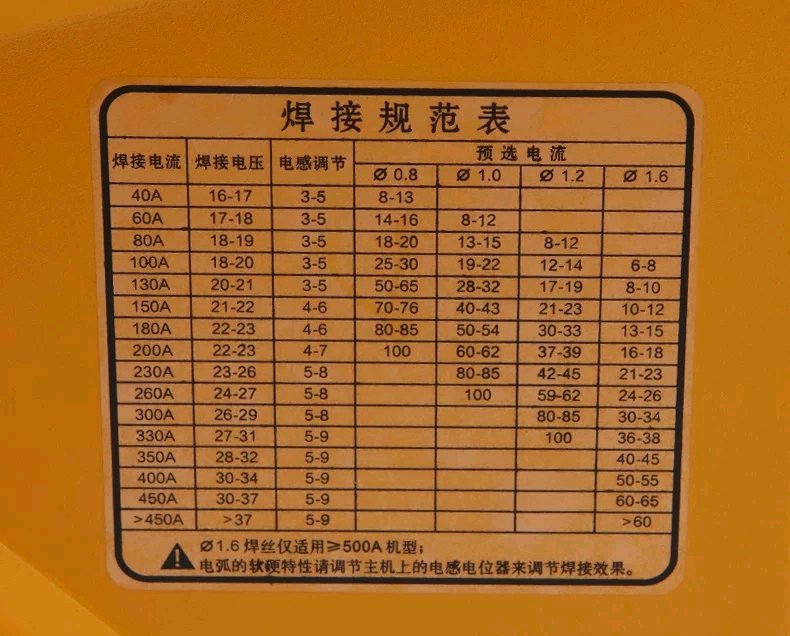 焊接规范表
焊接电流 焊接电压 电感调节 预选电流
Ø 0.8 Ø 1.0 Ø 1.2 Ø 1.6
40A 16-17 3-5 8-13
60A 17-18 3-5 14-16 8-12
80A 18-19 3-5 18-20 13-15 8-12
100A 18-20 3-5 25-30 19-22 12-14 6-8
130A 20-21 3-5 50-65 28-32 17-19 8-10
150A 21-22 4-6 70-76 40-43 21-23 10-12
180A 22-23 4-6 80-85 50-54 30-33 13-15
200A 22-23 4-7 100 60-62 37-39 16-18
230A 23-26 5-8 80-85 42-45 21-23
260A 24-27 5-8 100 59-62 24-26
300A 26-29 5-8 80-85 30-34
330A 27-31 5-9 100 36-38
350A 28-32 5-9 40-45
400A 30-34 5-9 50-55
450A 30-37 5-9 60-65
>450A >37 5-9 >60
Ø1.6焊丝仅适用≥500A机型；
电弧的软硬特性请调节主机上的电感电位器来调节焊接效果。